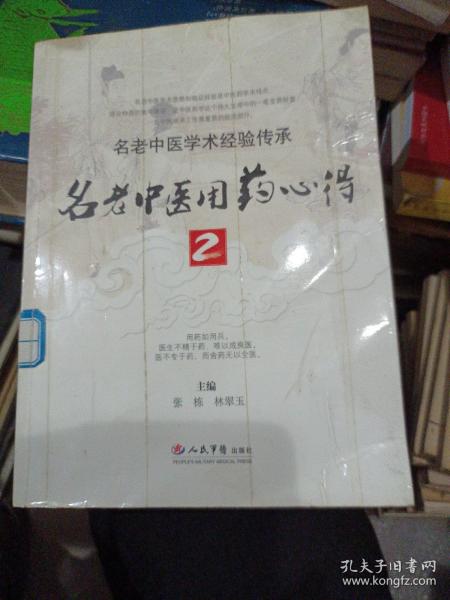 名老中医学术经验传承
名老中医用药心得
2
用药如用兵。
医生不精于药,难以成良医。
医不专于药,而舍药无以全医。
主编
张 栋 林翠玉
人民军医出版社
PEOPLE'S MILITARY MEDICAL PRESS
孔夫子旧书网
www.kongfz.com